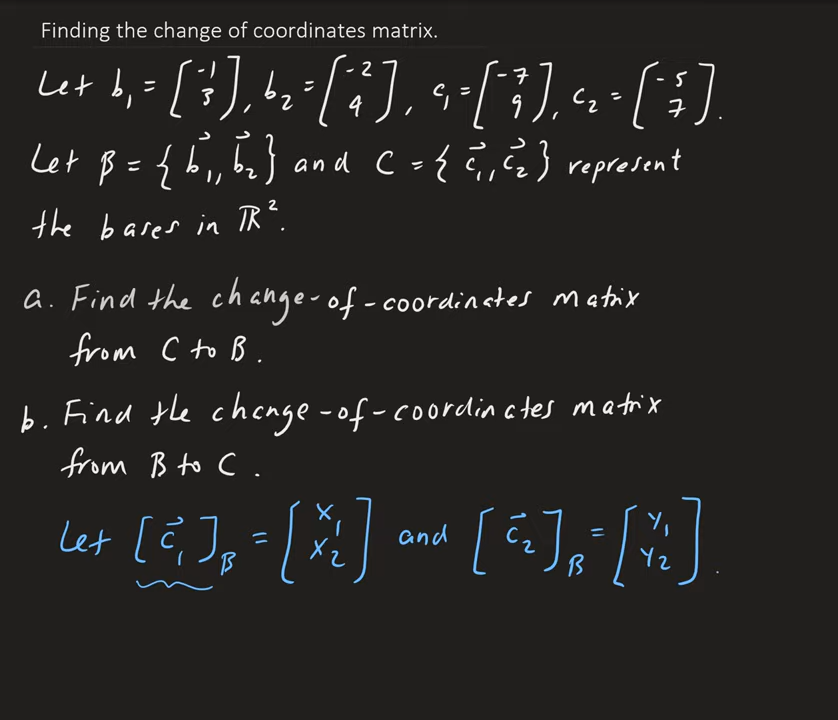 Finding the change of coordinates matrix.
Let b₁ = [-1 3], b₂ = [-2 4], c₁ = [-7 9], c₂ = [-5 7].
Let β = {b⃗₁, b⃗₂} and C = {c⃗₁, c⃗₂} represent
the bases in ℝ².
a. Find the change-of-coordinates matrix
from C to B.
b. Find the change-of-coordinates matrix
from B to C.
Let [c⃗₁]_B = [x₁ x₂] and [c⃗₂]_B = [y₁ y₂].